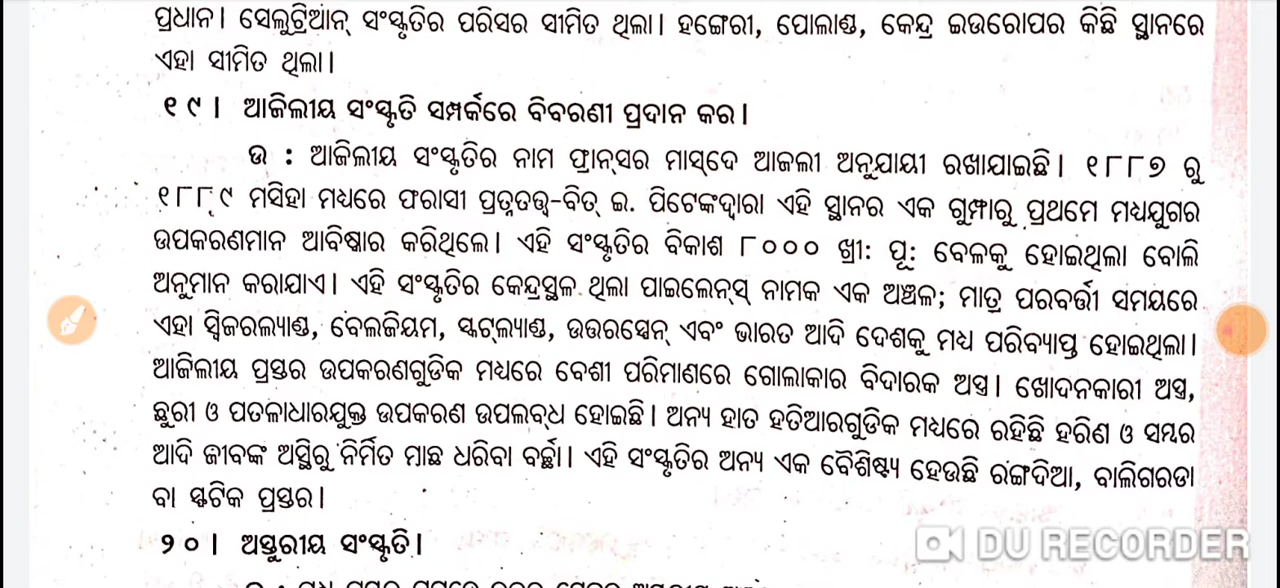 ପ୍ରଧାନ। ସେଲୁଟ୍ରିଆନ୍ ସଂସ୍କୃତିର ପରିସର ସୀମିତ ଥିଲା। ହଙ୍ଗେରୀ, ପୋଲାଣ୍ଡ, କେନ୍ଦ୍ର ଇଉରୋପର କିଛି ସ୍ଥାନରେ
ଏହା ସୀମିତ ଥିଲା।
୧୯। ଆଜିଲୀୟ ସଂସ୍କୃତି ସମ୍ପର୍କରେ ବିବରଣୀ ପ୍ରଦାନ କର।
ଉ : ଆଜିଲୀୟ ସଂସ୍କୃତିର ନାମ ଫ୍ରାନ୍ସର ମାସ୍‌ଦେ ଆଜଲୀ ଅନୁଯାୟୀ ରଖାଯାଇଛି। ୧୮୮୭ ରୁ
୧୮୮୯ ମସିହା ମଧ୍ୟରେ ଫରାସୀ ପ୍ରତ୍ନତତ୍ତ୍ୱ-ବିତ୍ ଇ. ପିଟେଙ୍କଦ୍ୱାରା ଏହି ସ୍ଥାନର ଏକ ଗୁମ୍ଫାରୁ ପ୍ରଥମେ ମଧ୍ୟଯୁଗର
ଉପକରଣମାନ ଆବିଷ୍କାର କରିଥିଲେ। ଏହି ସଂସ୍କୃତିର ବିକାଶ ୮୦୦୦ ଖ୍ରୀ: ପୂ: ବେଳକୁ ହୋଇଥିଲା ବୋଲି
ଅନୁମାନ କରାଯାଏ। ଏହି ସଂସ୍କୃତିର କେନ୍ଦ୍ରସ୍ଥଳ ଥିଲା ପାଇଲେନ୍‌ସ୍ ନାମକ ଏକ ଅଞ୍ଚଳ; ମାତ୍ର ପରବର୍ତ୍ତୀ ସମୟରେ
ଏହା ସ୍ୱିଜରଲ୍ୟାଣ୍ଡ, ବେଲଜିୟମ, ସ୍କଟ୍‌ଲ୍ୟାଣ୍ଡ, ଉତ୍ତରସ୍ପେନ୍ ଏବଂ ଭାରତ ଆଦି ଦେଶକୁ ମଧ୍ୟ ପରିବ୍ୟାପ୍ତ ହୋଇଥିଲା।
ଆଜିଲୀୟ ପ୍ରସ୍ତର ଉପକରଣଗୁଡିକ ମଧ୍ୟରେ ବେଶୀ ପରିମାଣରେ ଗୋଲାକାର ବିଦାରକ ଅସ୍ତ୍ର। ଖୋଦନକାରୀ ଅସ୍ତ୍ର,
ଛୁରୀ ଓ ପତଳାଧାରଯୁକ୍ତ ଉପକରଣ ଉପଲବ୍ଧ ହୋଇଛି। ଅନ୍ୟ ହାତ ହତିଆରଗୁଡିକ ମଧ୍ୟରେ ରହିଛି ହରିଣ ଓ ସମ୍ବର
ଆଦି ଜୀବଙ୍କ ଅସ୍ଥିରୁ ନିର୍ମିତ ମାଛ ଧରିବା ବର୍ଚ୍ଛା। ଏହି ସଂସ୍କୃତିର ଅନ୍ୟ ଏକ ବୈଶିଷ୍ଟ୍ୟ ହେଉଛି ରଙ୍ଗଦିଆ, ବାଲିଗରଡା
ବା ସ୍ଫଟିକ ପ୍ରସ୍ତର।
୨୦। ଅସ୍ତୁରୀୟ ସଂସ୍କୃତି।
DU RECORDER